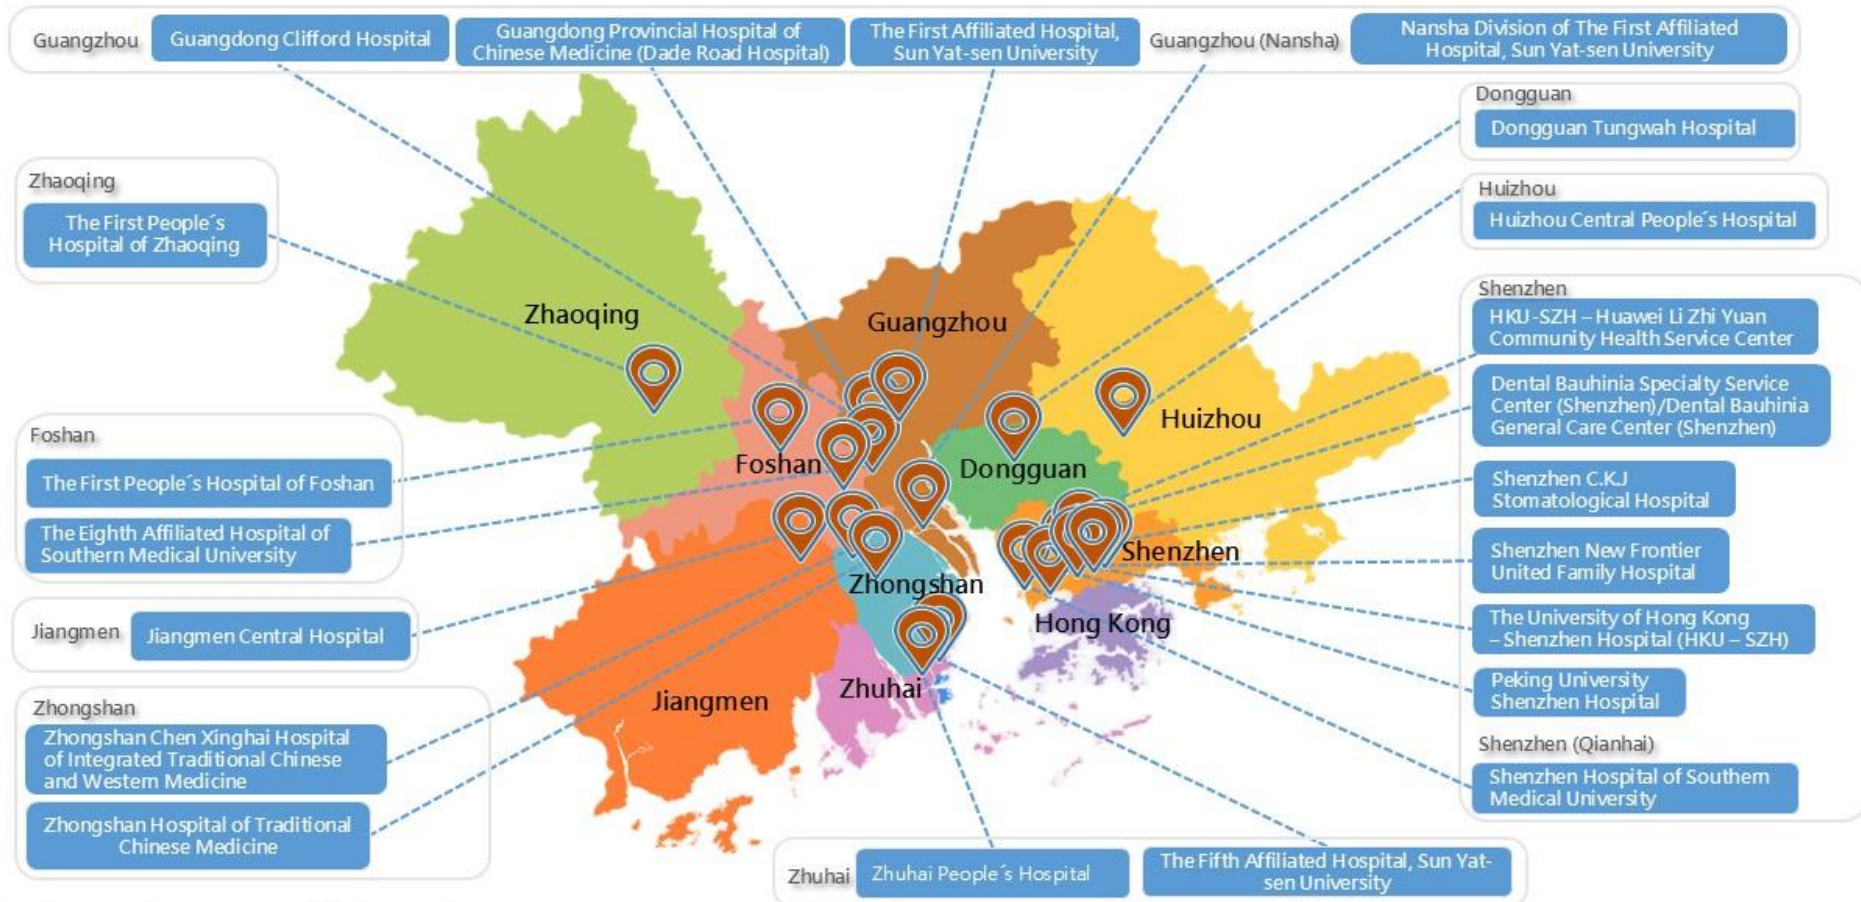 Guangzhou
Guangdong Clifford Hospital
Guangdong Provincial Hospital of
Chinese Medicine (Dade Road Hospital)
The First Affiliated Hospital,
Sun Yat-sen University
Guangzhou (Nansha)
Nansha Division of The First Affiliated
Hospital, Sun Yat-sen University
Dongguan
Dongguan Tungwah Hospital
Zhaoqing
The First People´s
Hospital of Zhaoqing
Huizhou
Huizhou Central People´s Hospital
Shenzhen
HKU-SZH – Huawei Li Zhi Yuan
Community Health Service Center
Dental Bauhinia Specialty Service
Center (Shenzhen)/Dental Bauhinia
General Care Center (Shenzhen)
Shenzhen C.K.J
Stomatological Hospital
Shenzhen New Frontier
United Family Hospital
The University of Hong Kong
– Shenzhen Hospital (HKU – SZH)
Peking University
Shenzhen Hospital
Shenzhen (Qianhai)
Shenzhen Hospital of Southern
Medical University
Zhaoqing
Guangzhou
Huizhou
Foshan
Dongguan
Shenzhen
Zhongshan
Hong Kong
Zhuhai
Jiangmen
Foshan
The First People´s Hospital of Foshan
The Eighth Affiliated Hospital of
Southern Medical University
Jiangmen
Jiangmen Central Hospital
Zhongshan
Zhongshan Chen Xinghai Hospital
of Integrated Traditional Chinese
and Western Medicine
Zhongshan Hospital of Traditional
Chinese Medicine
Zhuhai
Zhuhai People´s Hospital
The Fifth Affiliated Hospital, Sun Yat-
sen University